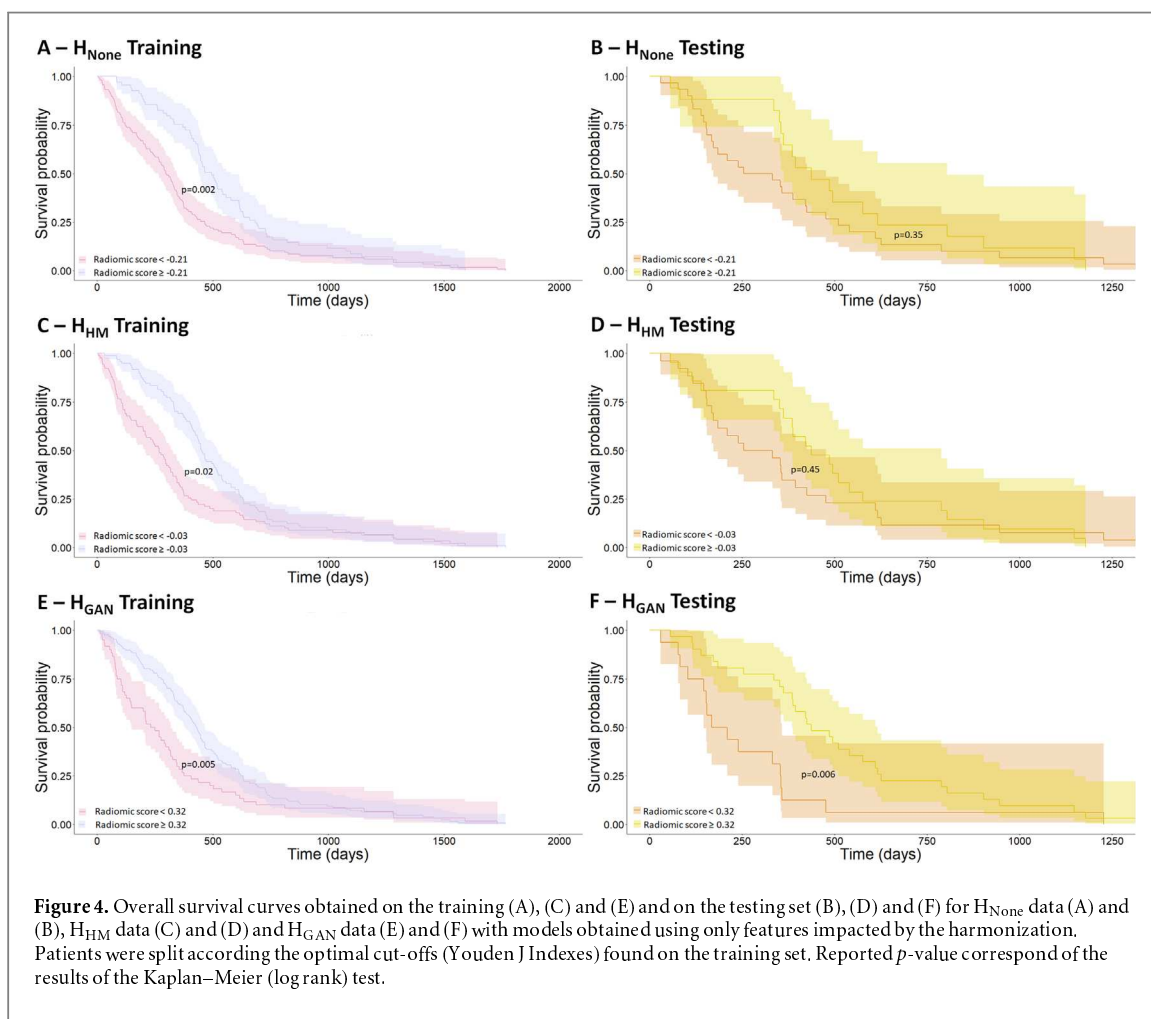 A – HNone Training
B – HNone Testing
1.00
0.75
0.50
0.25
0.00
Survival probability
p=0.002
Radiomic score < -0.21
Radiomic score ≥ -0.21
0
500
1000
1500
2000
Time (days)
1.00
0.75
0.50
0.25
0.00
Survival probability
p=0.35
Radiomic score < -0.21
Radiomic score ≥ -0.21
0
250
500
750
1000
1250
Time (days)
C – HHM Training
D – HHM Testing
1.00
0.75
0.50
0.25
0.00
Survival probability
p=0.02
Radiomic score < -0.03
Radiomic score ≥ -0.03
0
500
1000
1500
2000
Time (days)
1.00
0.75
0.50
0.25
0.00
Survival probability
p=0.45
Radiomic score < -0.03
Radiomic score ≥ -0.03
0
250
500
750
1000
1250
Time (days)
E – HGAN Training
F – HGAN Testing
1.00
0.75
0.50
0.25
0.00
Survival probability
p=0.005
Radiomic score < 0.32
Radiomic score ≥ 0.32
0
500
1000
1500
2000
Time (days)
1.00
0.75
0.50
0.25
0.00
Survival probability
p=0.006
Radiomic score < 0.32
Radiomic score ≥ 0.32
0
250
500
750
1000
1250
Time (days)
Figure 4. Overall survival curves obtained on the training (A), (C) and (E) and on the testing set (B), (D) and (F) for HNone data (A) and
(B), HHM data (C) and (D) and HGAN data (E) and (F) with models obtained using only features impacted by the harmonization.
Patients were split according the optimal cut-offs (Youden J Indexes) found on the training set. Reported p-value correspond of the
results of the Kaplan–Meier (log rank) test.